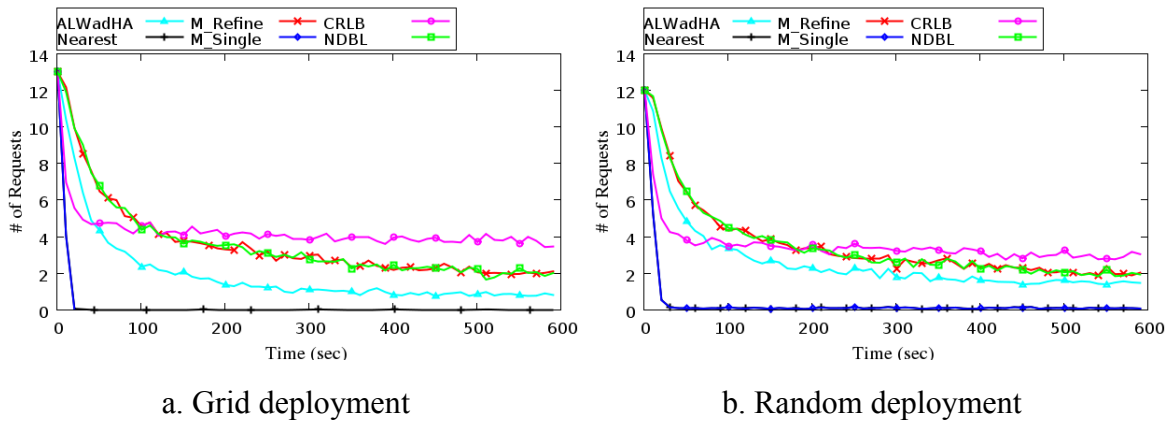 ALWadHA M_Refine CRLB
Nearest M_Single NDBL
14
12
10
8
6
4
2
0
# of Requests
0 100 200 300 400 500 600
Time (sec)
a. Grid deployment
ALWadHA M_Refine CRLB
Nearest M_Single NDBL
14
12
10
8
6
4
2
0
# of Requests
0 100 200 300 400 500 600
Time (sec)
b. Random deployment